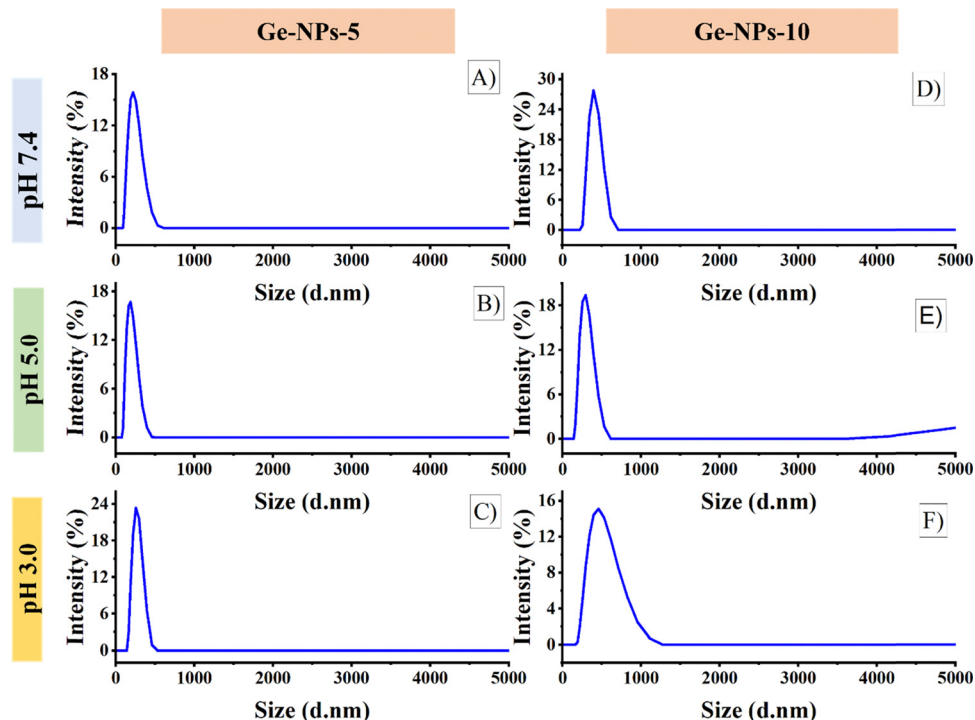 Ge-NPs-5
Ge-NPs-10
pH 7.4
Intensity (%)
18
12
6
0
A)
0 1000 2000 3000 4000 5000
Size (d.nm)
Intensity (%)
30
24
18
12
6
0
D)
0 1000 2000 3000 4000 5000
Size (d.nm)
pH 5.0
Intensity (%)
18
12
6
0
B)
0 1000 2000 3000 4000 5000
Size (d.nm)
Intensity (%)
18
12
6
0
E)
0 1000 2000 3000 4000 5000
Size (d.nm)
pH 3.0
Intensity (%)
24
18
12
6
0
C)
0 1000 2000 3000 4000 5000
Size (d.nm)
Intensity (%)
16
12
8
4
0
F)
0 1000 2000 3000 4000 5000
Size (d.nm)